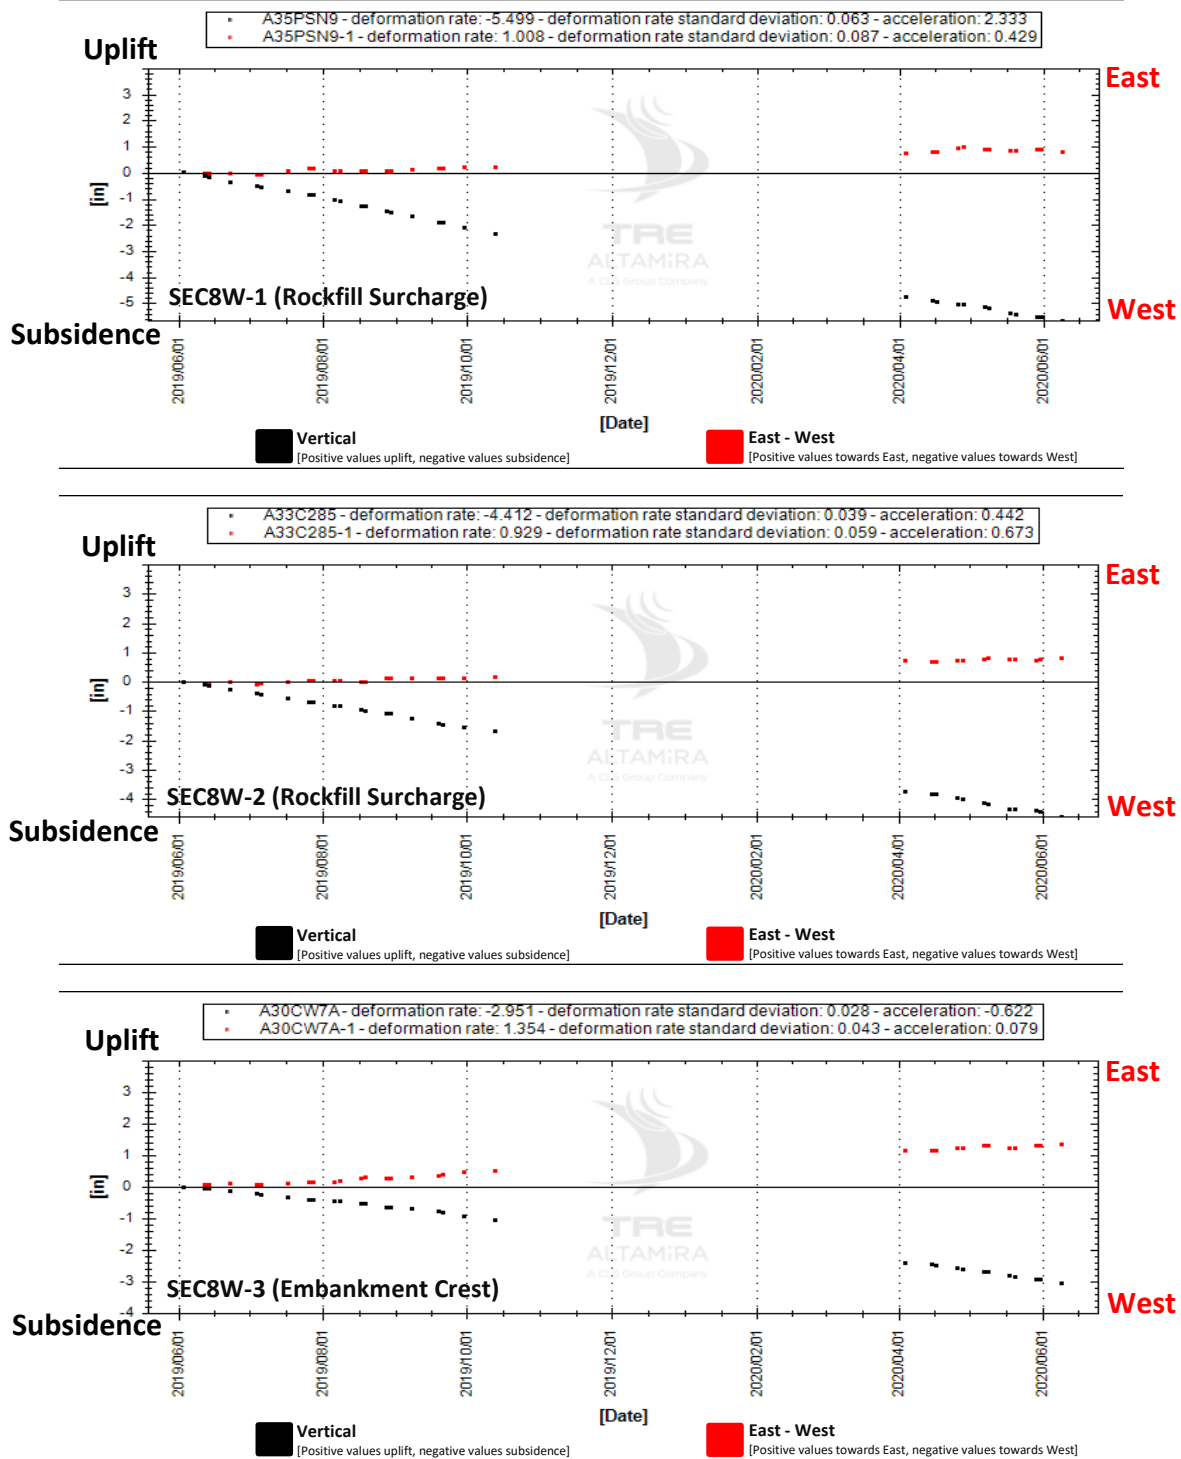 A35PSN9 - deformation rate: -5.499 - deformation rate standard deviation: 0.063 - acceleration: 2.333
A35PSN9-1 - deformation rate: 1.008 - deformation rate standard deviation: 0.087 - acceleration: 0.429
Uplift
East
3
2
1
0
-1
-2
-3
-4
-5
[in]
TRE
ALTAMIRA
A CLS Group Company
SEC8W-1 (Rockfill Surcharge)
West
Subsidence
2019/06/01
2019/08/01
2019/10/01
2019/12/01
2020/02/01
2020/04/01
2020/06/01
[Date]
Vertical
[Positive values uplift, negative values subsidence]
East - West
[Positive values towards East, negative values towards West]
A33C285 - deformation rate: -4.412 - deformation rate standard deviation: 0.039 - acceleration: 0.442
A33C285-1 - deformation rate: 0.929 - deformation rate standard deviation: 0.059 - acceleration: 0.673
Uplift
East
3
2
1
0
-1
-2
-3
-4
[in]
TRE
ALTAMIRA
A CLS Group Company
SEC8W-2 (Rockfill Surcharge)
West
Subsidence
2019/06/01
2019/08/01
2019/10/01
2019/12/01
2020/02/01
2020/04/01
2020/06/01
[Date]
Vertical
[Positive values uplift, negative values subsidence]
East - West
[Positive values towards East, negative values towards West]
A30CW7A - deformation rate: -2.951 - deformation rate standard deviation: 0.028 - acceleration: -0.622
A30CW7A-1 - deformation rate: 1.354 - deformation rate standard deviation: 0.043 - acceleration: 0.079
Uplift
East
3
2
1
0
-1
-2
-3
-4
[in]
TRE
ALTAMIRA
A CLS Group Company
SEC8W-3 (Embankment Crest)
West
Subsidence
2019/06/01
2019/08/01
2019/10/01
2019/12/01
2020/02/01
2020/04/01
2020/06/01
[Date]
Vertical
[Positive values uplift, negative values subsidence]
East - West
[Positive values towards East, negative values towards West]